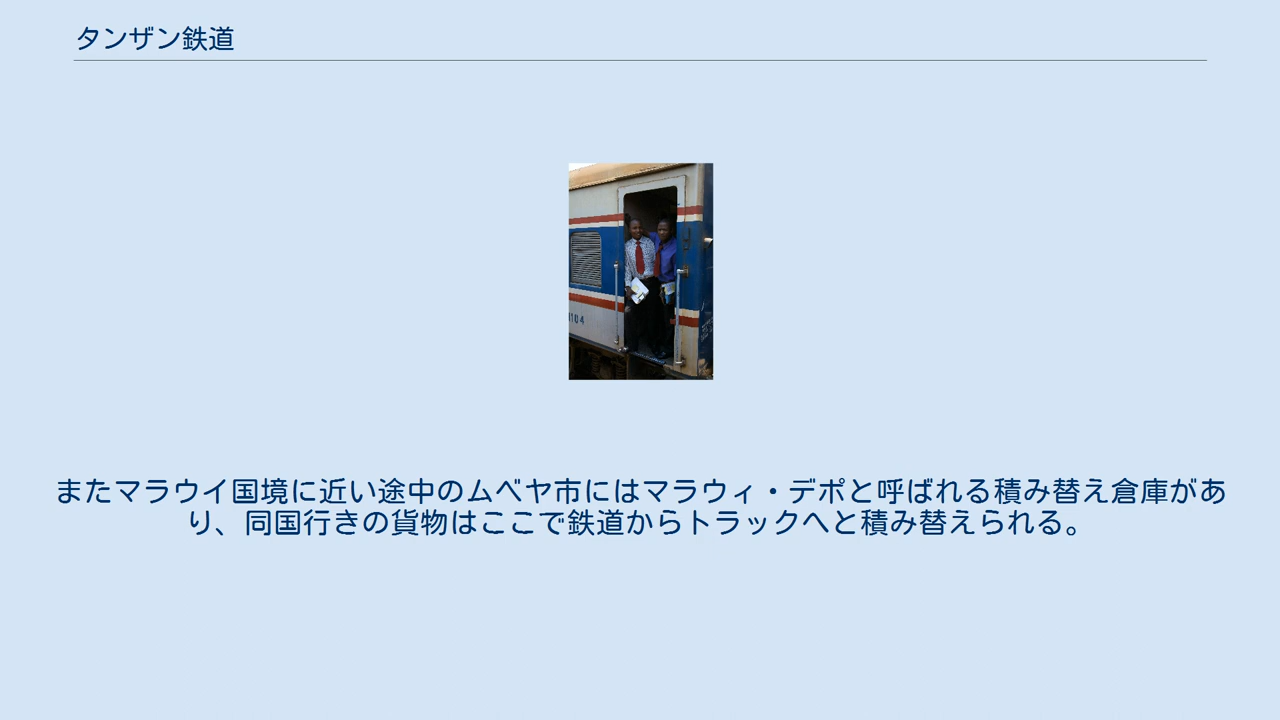 タンザン鉄道
104
またマラウイ国境に近い途中のムベヤ市にはマラウィ・デポと呼ばれる積み替え倉庫があ
り、同国行きの貨物はここで鉄道からトラックへと積み替えられる。